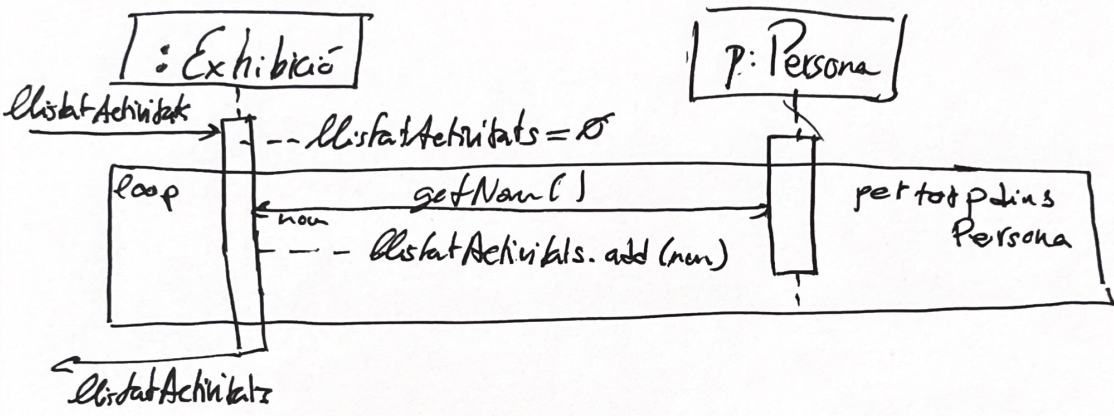 : Exhibició
p: Persona
llistatActivitats
-- llistatActivitats = ∅
loop
getNom()
per tot p dins
Persona
nom
--- llistatActivitats.add(nom)
llistatActivitats